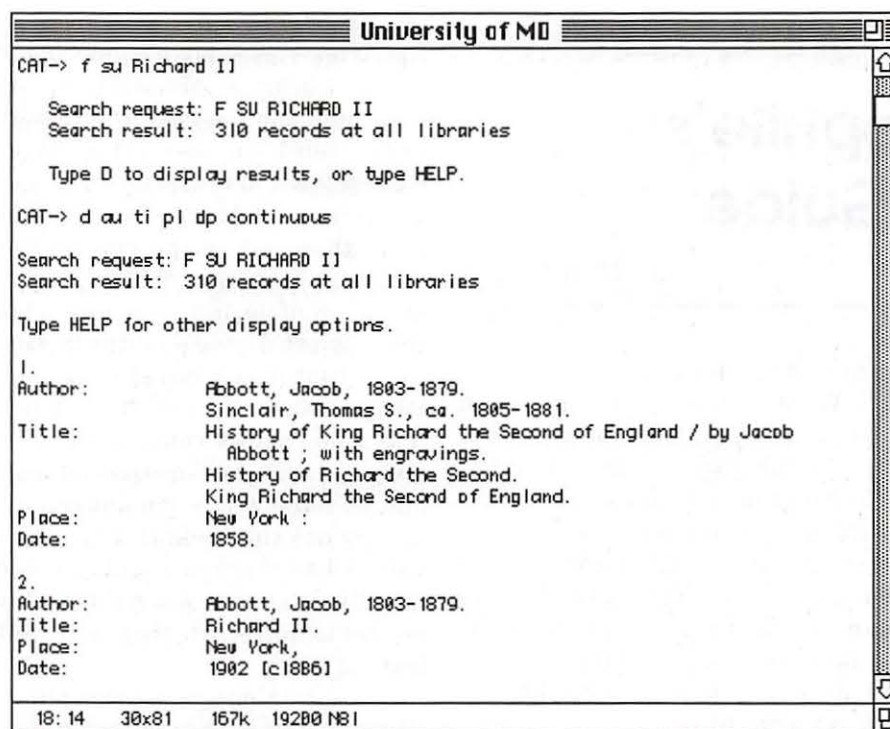 University of MD
CAT-> f su Richard II
Search request: F SU RICHARD II
Search result: 310 records at all libraries
Type D to display results, or type HELP.
CAT-> d au ti pl dp continuous
Search request: F SU RICHARD II
Search result: 310 records at all libraries
Type HELP for other display options.
1.
Author: Abbott, Jacob, 1803-1879.
Sinclair, Thomas S., ca. 1805-1881.
Title: History of King Richard the Second of England / by Jacob
Abbott ; with engravings.
History of Richard the Second.
King Richard the Second of England.
Place: New York :
Date: 1858.
2.
Author: Abbott, Jacob, 1803-1879.
Title: Richard II.
Place: New York,
Date: 1902 [c1886]
18:14 30x81 167k 19200 N81